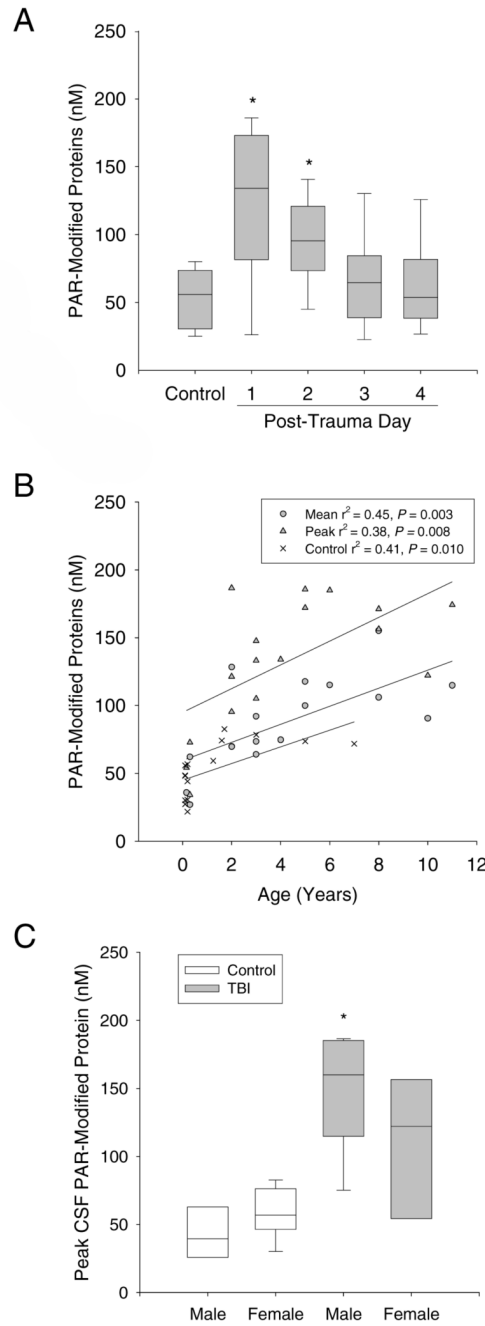 A
PAR-Modified Proteins (nM)
250
200
150
100
50
0
*
*
Control 1 2 3 4
Post-Trauma Day
B
PAR-Modified Proteins (nM)
250
200
150
100
50
0
Mean r² = 0.45, P = 0.003
Peak r² = 0.38, P = 0.008
Control r² = 0.41, P = 0.010
0 2 4 6 8 10 12
Age (Years)
C
Peak CSF PAR-Modified Protein (nM)
250
200
150
100
50
0
Control
TBI
*
Male Female Male Female